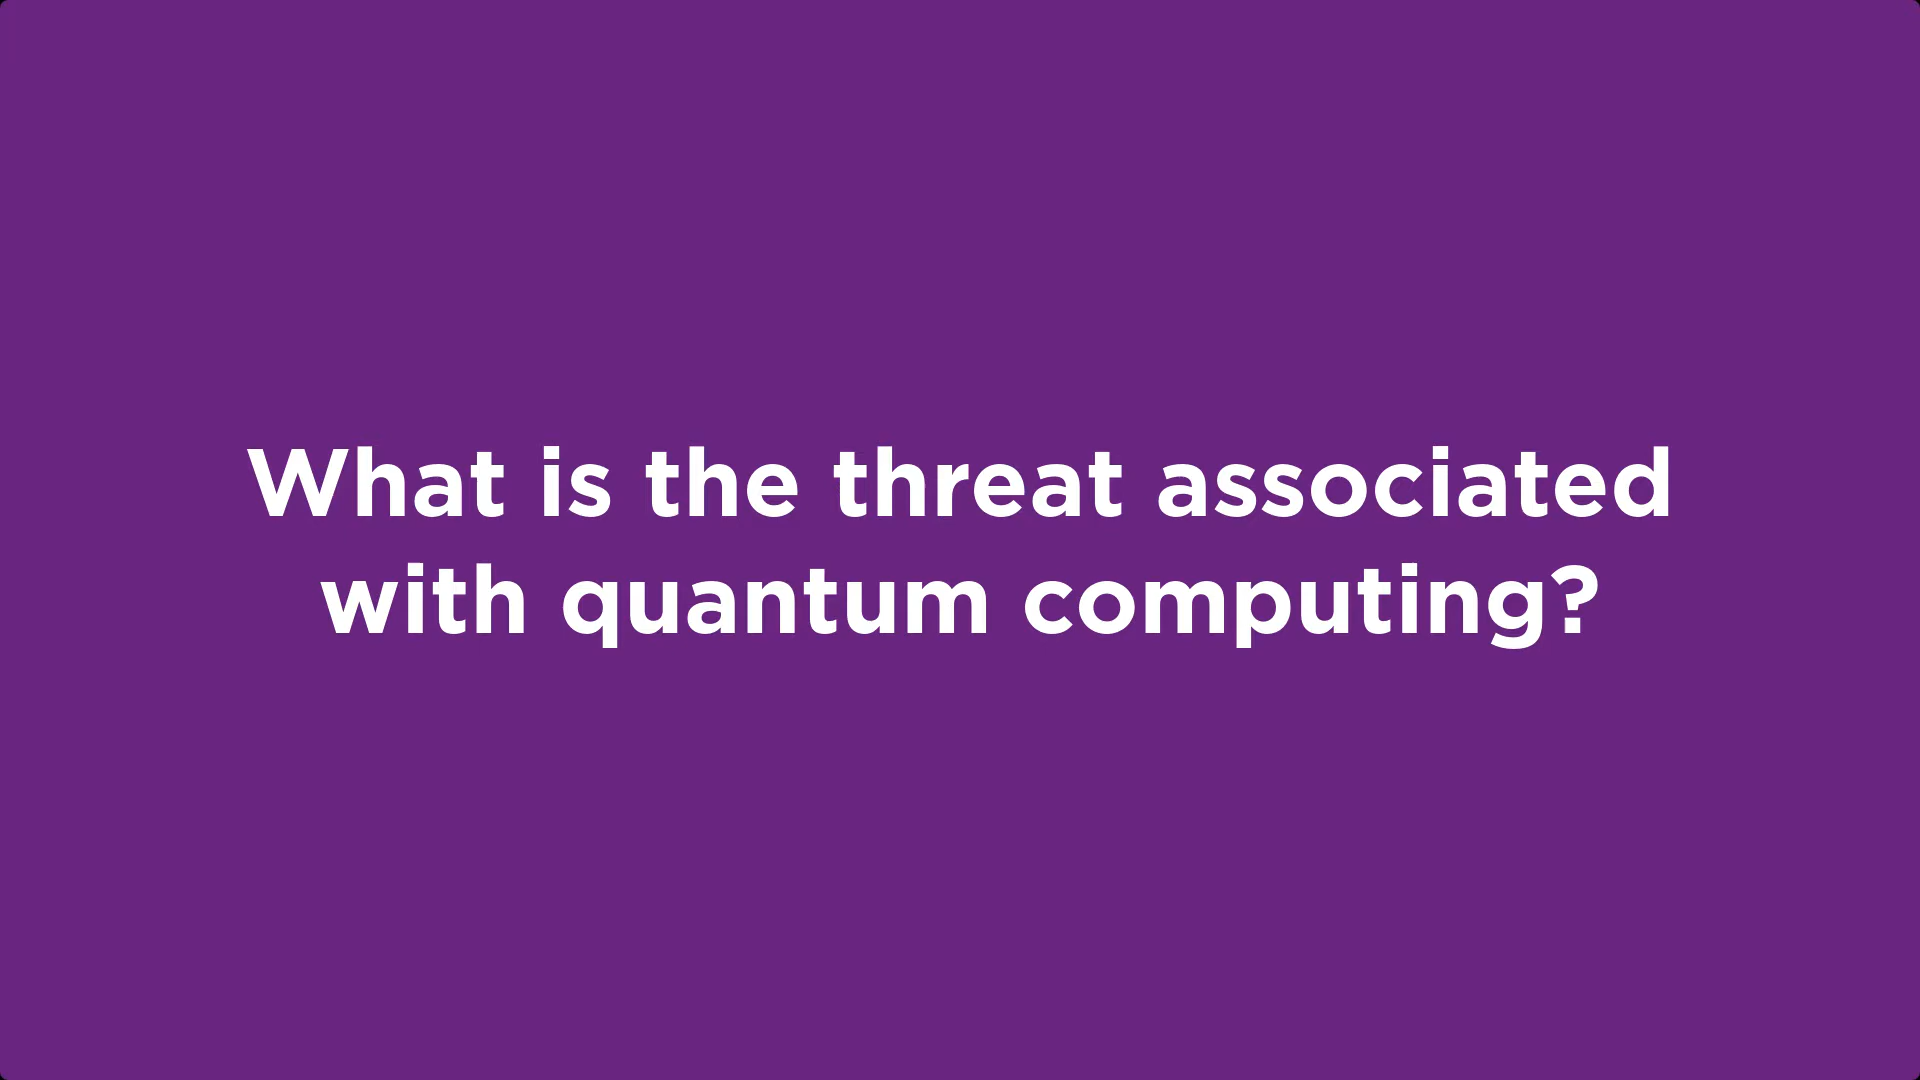 What is the threat associated
with quantum computing?